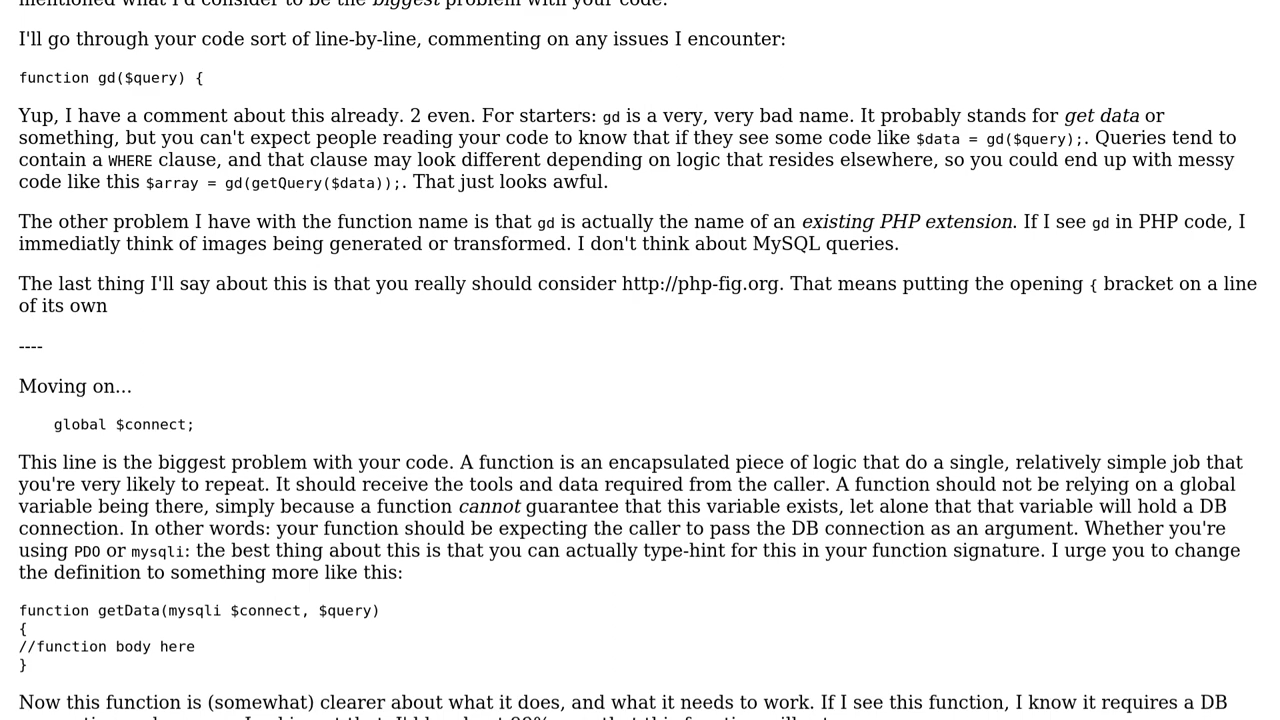 mentioned what I'd consider to be the biggest problem with your code.
I'll go through your code sort of line-by-line, commenting on any issues I encounter:
function gd($query) {
Yup, I have a comment about this already. 2 even. For starters: gd is a very, very bad name. It probably stands for get data or
something, but you can't expect people reading your code to know that if they see some code like $data = gd($query);. Queries tend to
contain a WHERE clause, and that clause may look different depending on logic that resides elsewhere, so you could end up with messy
code like this $array = gd(getQuery($data));. That just looks awful.
The other problem I have with the function name is that gd is actually the name of an existing PHP extension. If I see gd in PHP code, I
immediatly think of images being generated or transformed. I don't think about MySQL queries.
The last thing I'll say about this is that you really should consider http://php-fig.org. That means putting the opening { bracket on a line
of its own
----
Moving on...
global $connect;
This line is the biggest problem with your code. A function is an encapsulated piece of logic that do a single, relatively simple job that
you're very likely to repeat. It should receive the tools and data required from the caller. A function should not be relying on a global
variable being there, simply because a function cannot guarantee that this variable exists, let alone that that variable will hold a DB
connection. In other words: your function should be expecting the caller to pass the DB connection as an argument. Whether you're
using PDO or mysqli: the best thing about this is that you can actually type-hint for this in your function signature. I urge you to change
the definition to something more like this:
function getData(mysqli $connect, $query)
{
//function body here
}
Now this function is (somewhat) clearer about what it does, and what it needs to work. If I see this function, I know it requires a DB